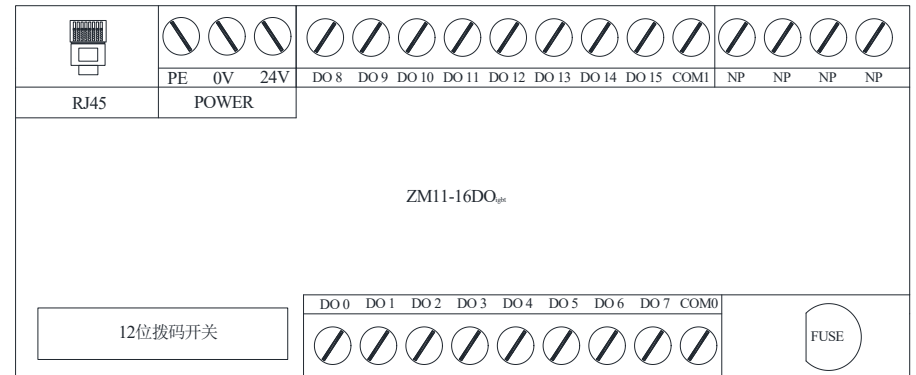 PE 0V 24V DO 8 DO 9 DO 10 DO 11 DO 12 DO 13 DO 14 DO 15 COM1 NP NP NP NP
RJ45 POWER
ZM11-16DO
DO 0 DO 1 DO 2 DO 3 DO 4 DO 5 DO 6 DO 7 COM0
12位拨码开关
FUSE